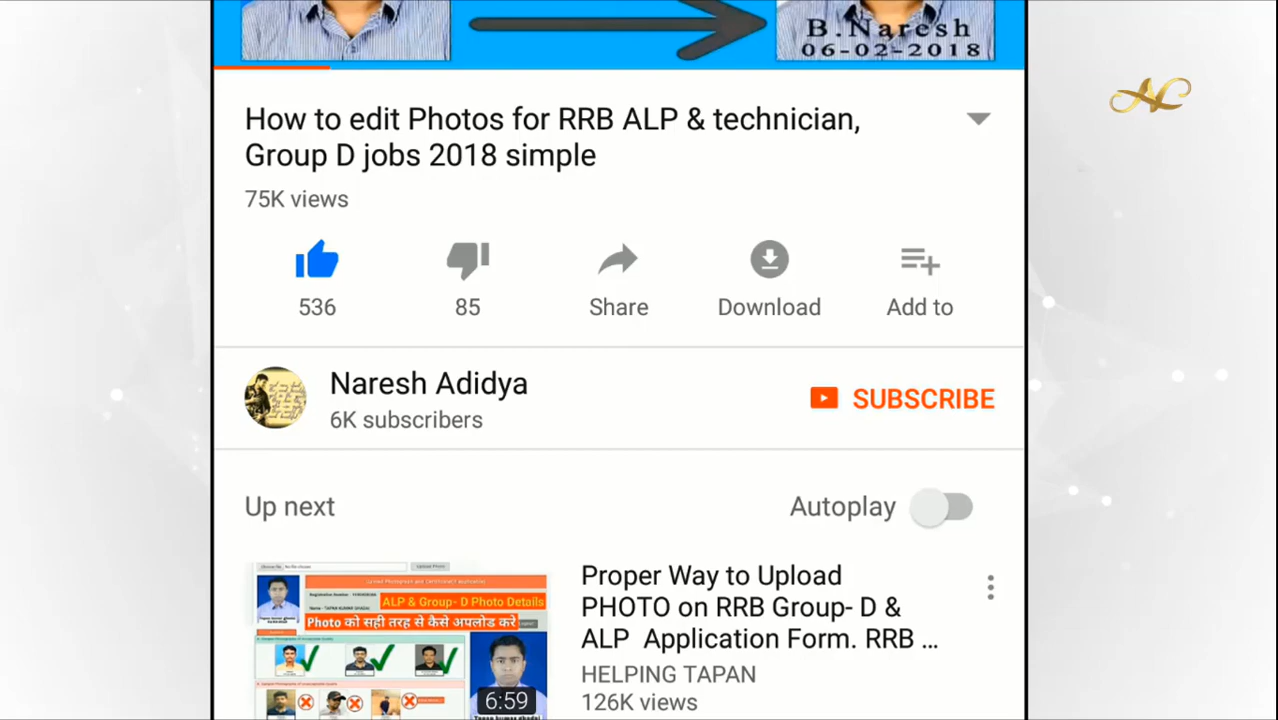 B.Naresh
06-02-2018
How to edit Photos for RRB ALP & technician,
Group D jobs 2018 simple
75K views
536
85
Share
Download
Add to
Naresh Adidya
6K subscribers
SUBSCRIBE
Up next
Autoplay
ALP & Group- D Photo Details
Photo को सही तरह से कैसे अपलोड करे
6:59
Proper Way to Upload
PHOTO on RRB Group- D &
ALP Application Form. RRB ...
HELPING TAPAN
126K views